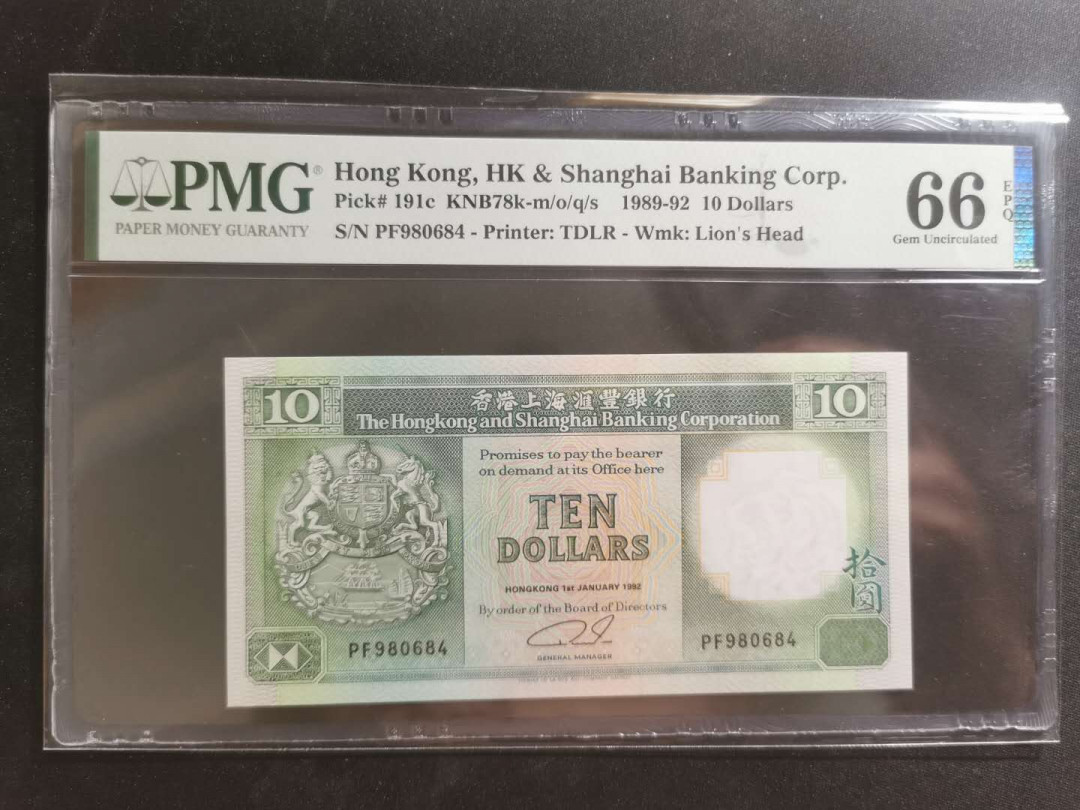 PMG®
PAPER MONEY GUARANTY
Hong Kong, HK & Shanghai Banking Corp.
Pick# 191c KNB78k-m/o/q/s 1989-92 10 Dollars
S/N PF980684 - Printer: TDLR - Wmk: Lion's Head
66
Gem Uncirculated
EPQ
10
香港上海滙豐銀行
The Hongkong and Shanghai Banking Corporation
10
Promises to pay the bearer
on demand at its Office here
TEN
DOLLARS
HONGKONG 1st JANUARY 1992
By order of the Board of Directors
GENERAL MANAGER
拾圓
PF980684
PF980684